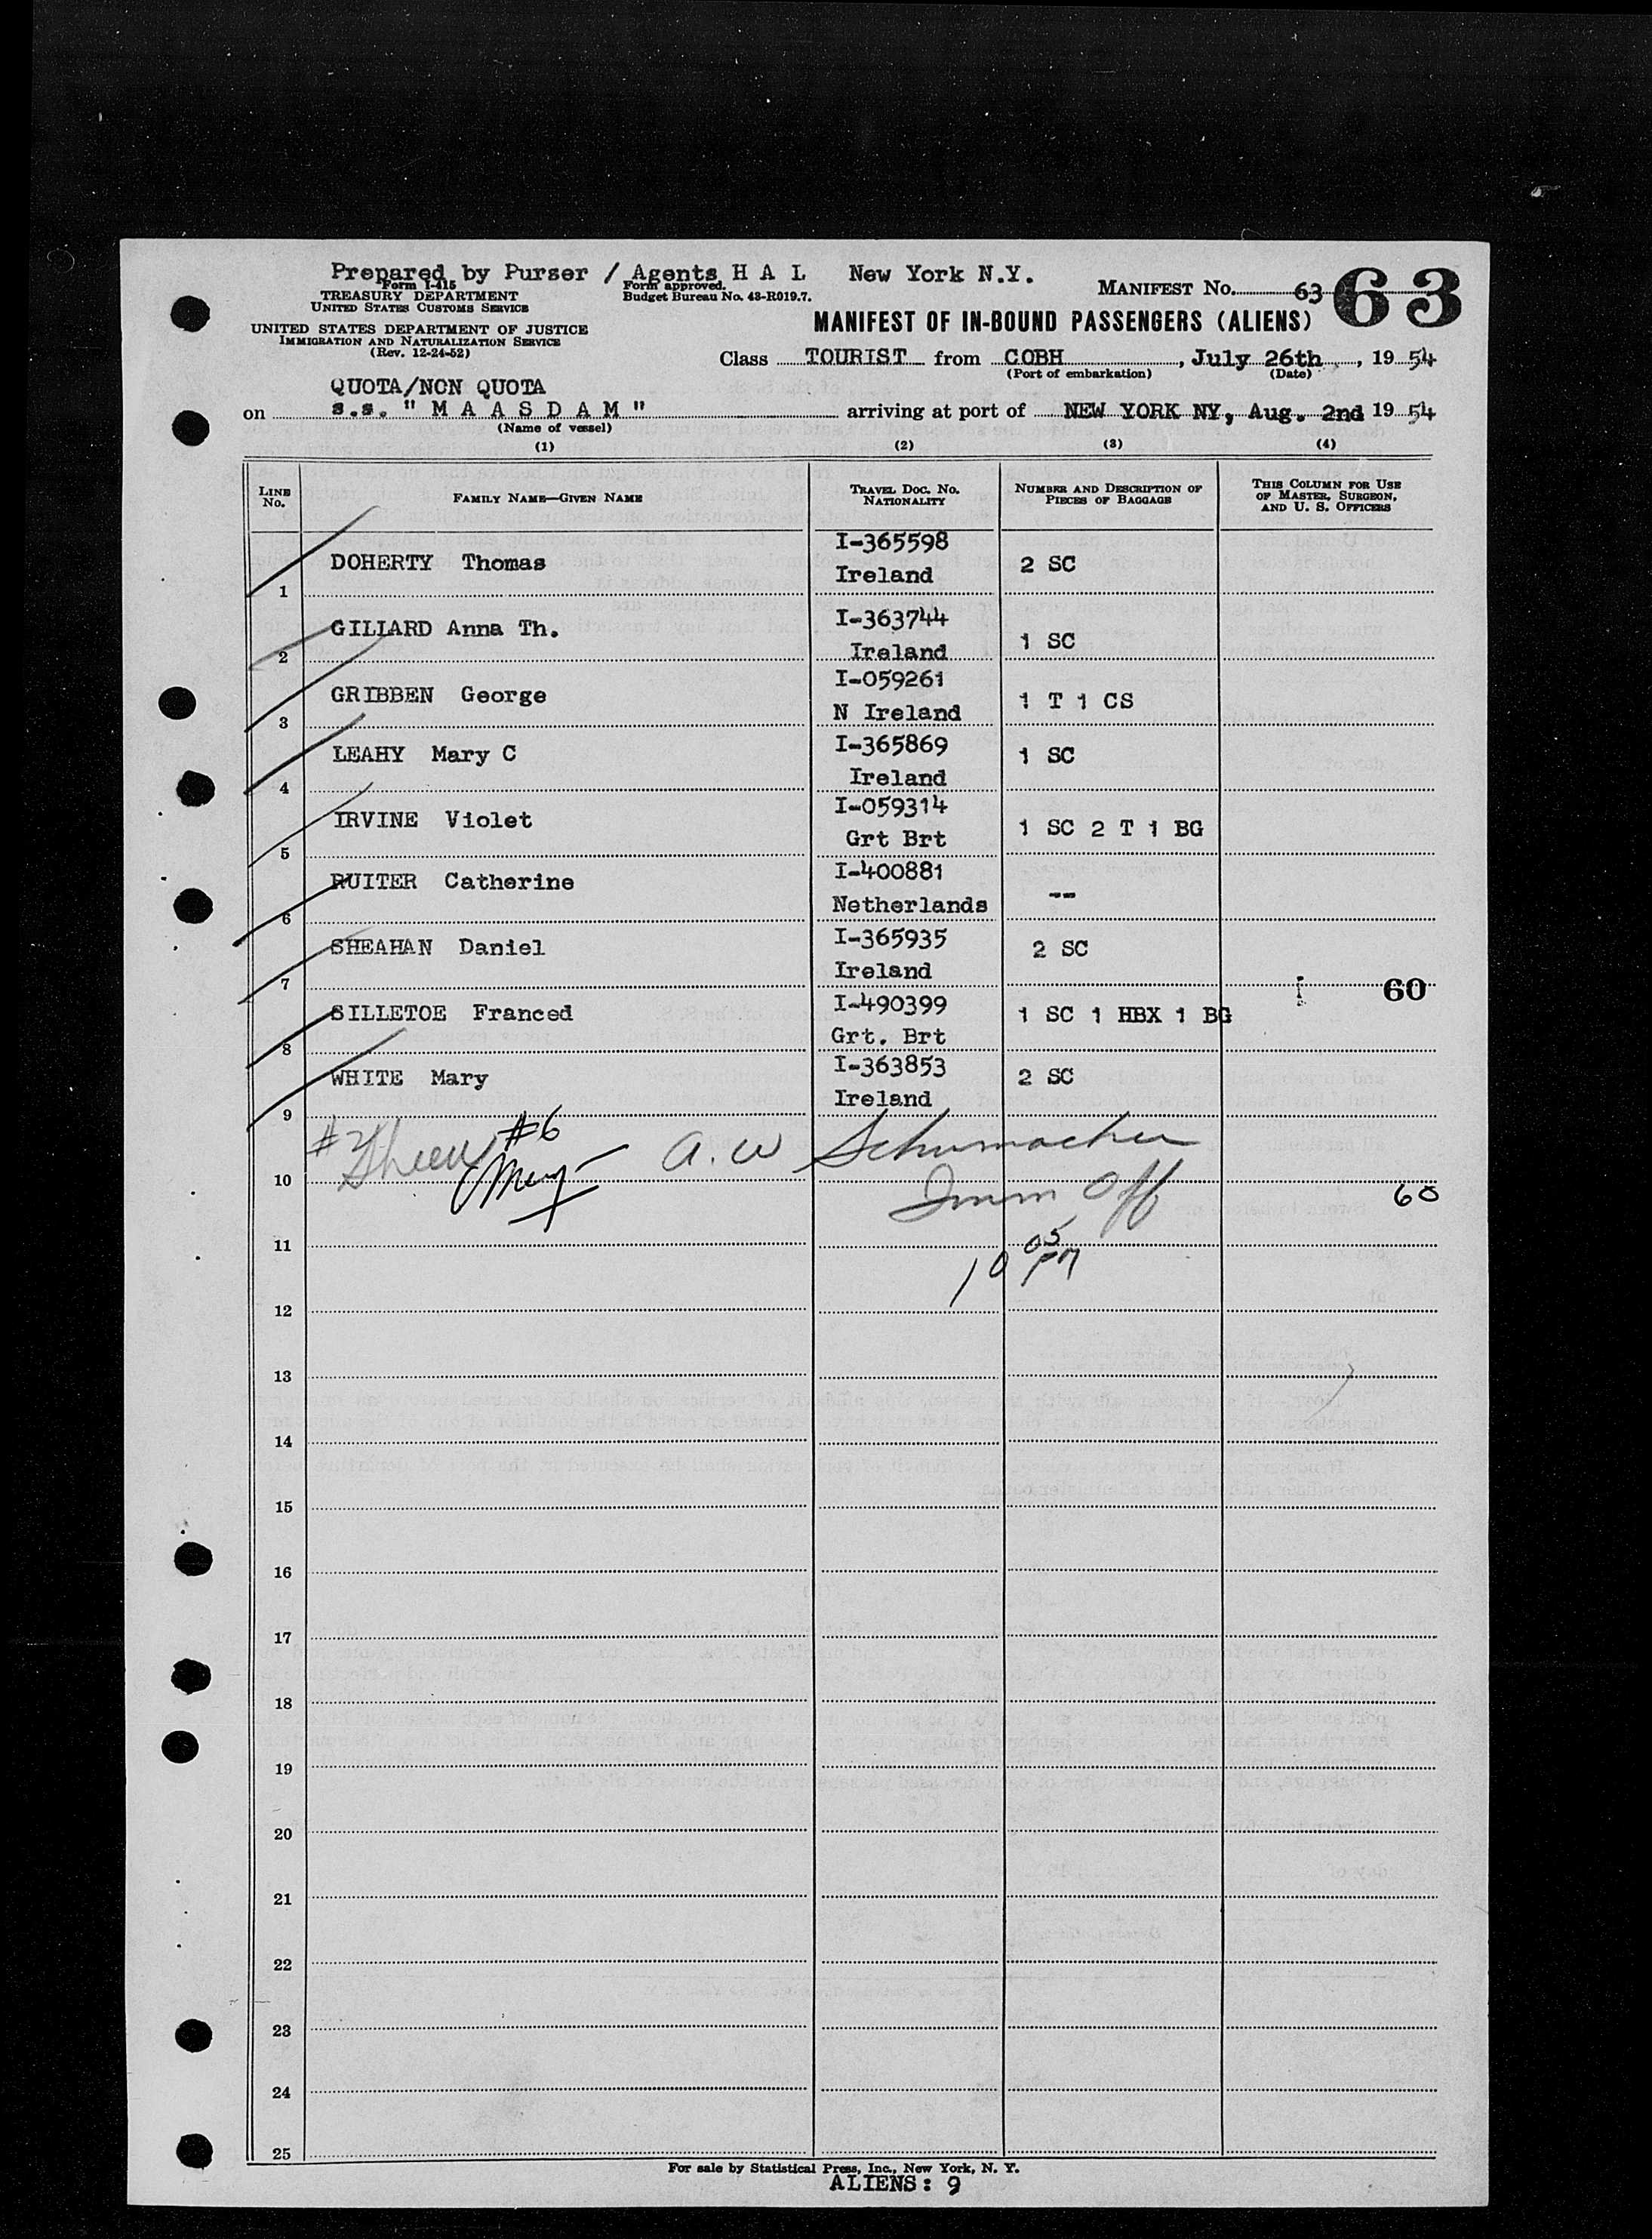 Prepared by Purser / Agents H A L New York N.Y.
Form I-415
TREASURY DEPARTMENT
UNITED STATES CUSTOMS SERVICE
Form approved.
Budget Bureau No. 43-R019.7.
MANIFEST NO. 63
63
UNITED STATES DEPARTMENT OF JUSTICE
IMMIGRATION AND NATURALIZATION SERVICE
(Rev. 12-24-52)
MANIFEST OF IN-BOUND PASSENGERS (ALIENS)
Class TOURIST from COBH, July 26th, 19 54
(Port of embarkation) (Date)
QUOTA/NON QUOTA
on s.s. " M A A S D A M " arriving at port of NEW YORK NY, Aug. 2nd 19 54
(Name of vessel)
(1) (2) (3) (4)
LINE NO. FAMILY NAME—GIVEN NAME TRAVEL DOC. NO. NATIONALITY NUMBER AND DESCRIPTION OF PIECES OF BAGGAGE THIS COLUMN FOR USE OF MASTER, SURGEON, AND U. S. OFFICERS
1 DOHERTY Thomas I-365598 Ireland 2 SC
2 GILLARD Anna Th. I-363744 Ireland 1 SC
3 GRIBBEN George I-059261 N Ireland 1 T 1 CS
4 LEAHY Mary C I-365869 Ireland 1 SC
5 IRVINE Violet I-059314 Grt Brt 1 SC 2 T 1 BG
6 RUITER Catherine I-400881 Netherlands --
7 SHEAHAN Daniel I-365935 Ireland 2 SC
60
8 SILLETOE Franced I-490399 Grt. Brt 1 SC 1 HBX 1 BG
9 WHITE Mary I-363853 Ireland 2 SC
#6
A. W Schumacher
10
Imm Off
60
11
10 05 PM
12
13
14
15
16
17
18
19
20
21
22
23
24
25
For sale by Statistical Press, Inc., New York, N. Y.
ALIENS: 9